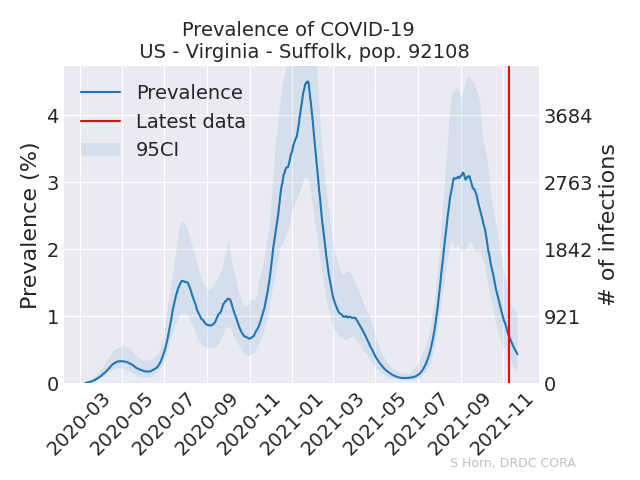 Prevalence of COVID-19
US - Virginia - Suffolk, pop. 92108
Prevalence
Latest data
95CI
Prevalence (%)
4
3
2
1
0
3684
2763
1842
921
0
# of infections
2020-03
2020-05
2020-07
2020-09
2020-11
2021-01
2021-03
2021-05
2021-07
2021-09
2021-11
S Horn, DRDC CORA